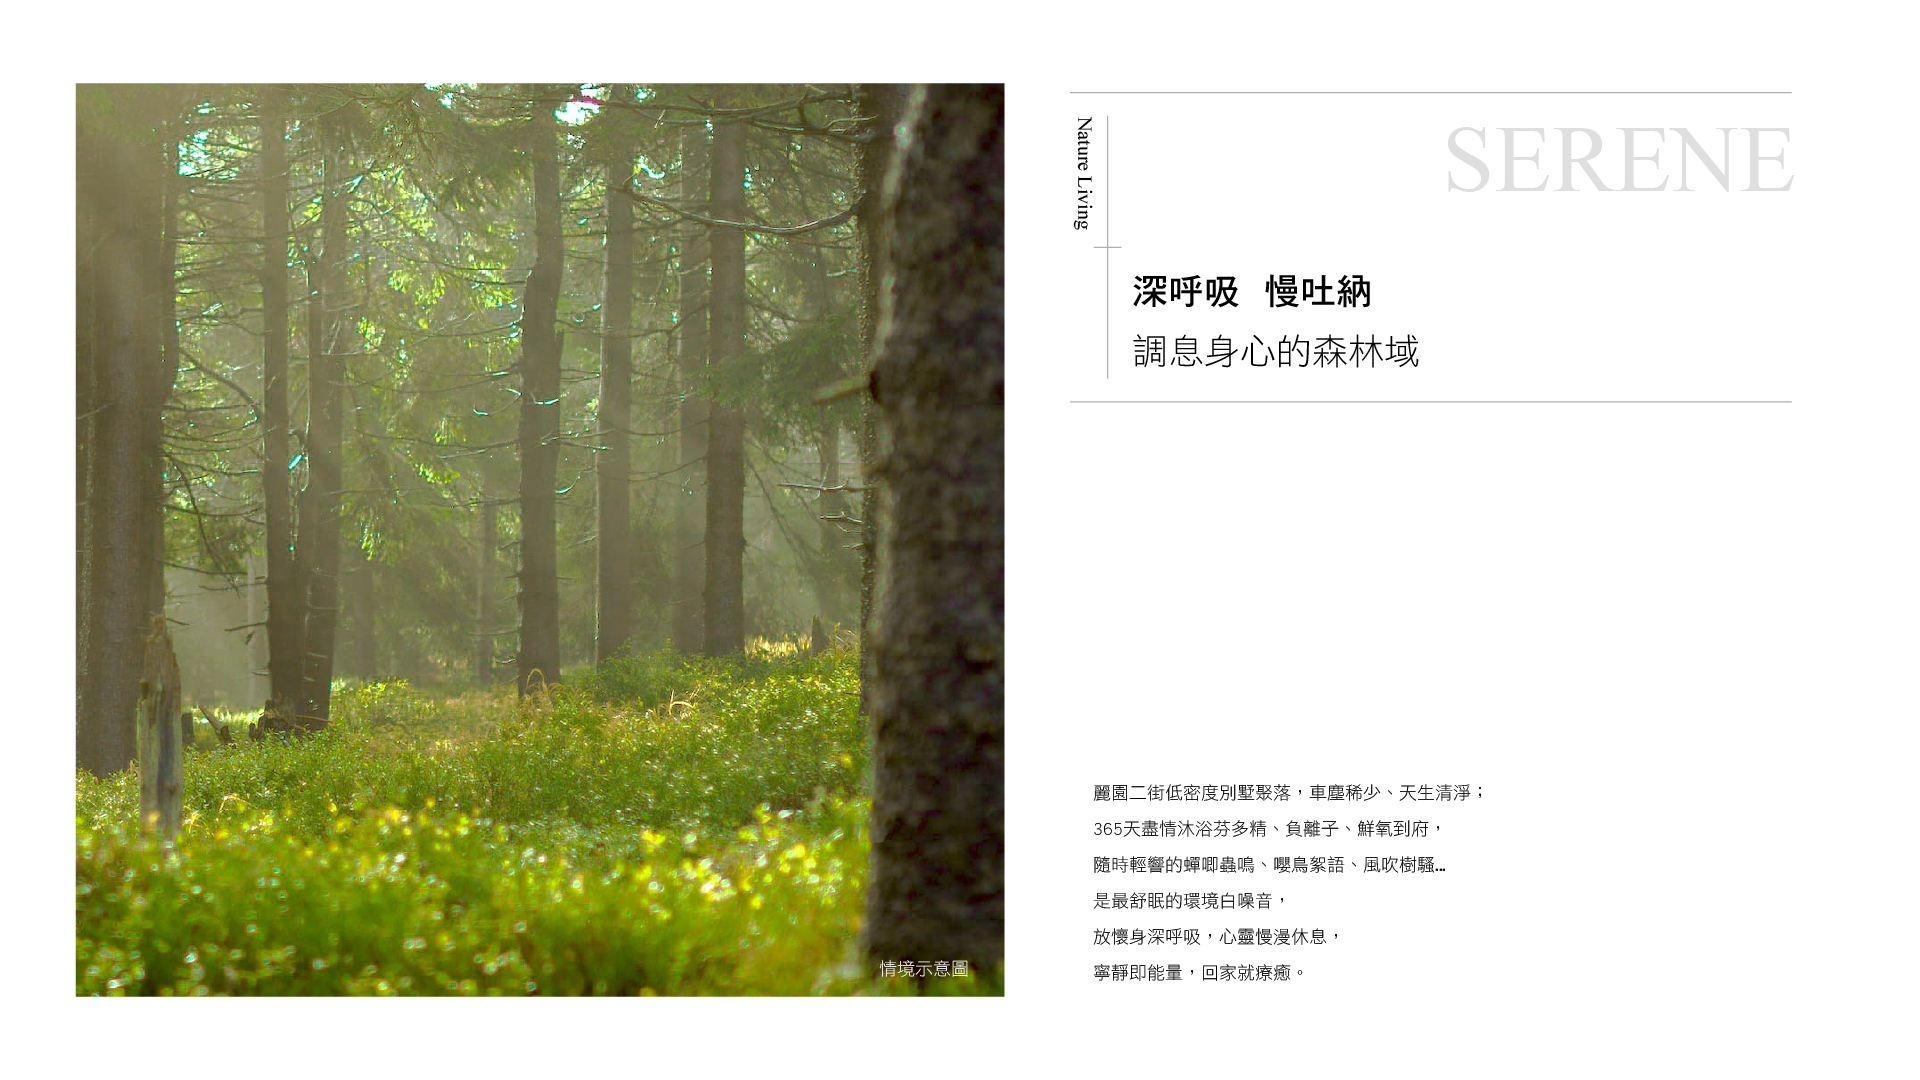 SERENE
Nature Living
深呼吸 慢吐納
調息身心的森林域
麗園二街低密度別墅聚落，車塵稀少、天生清淨；
365天盡情沐浴芬多精、負離子、鮮氧到府，
隨時輕響的蟬唧蟲鳴、嚶鳥絮語、風吹樹騷...
是最舒眠的環境白噪音，
放懷身深呼吸，心靈慢漫休息，
寧靜即能量，回家就療癒。
情境示意圖